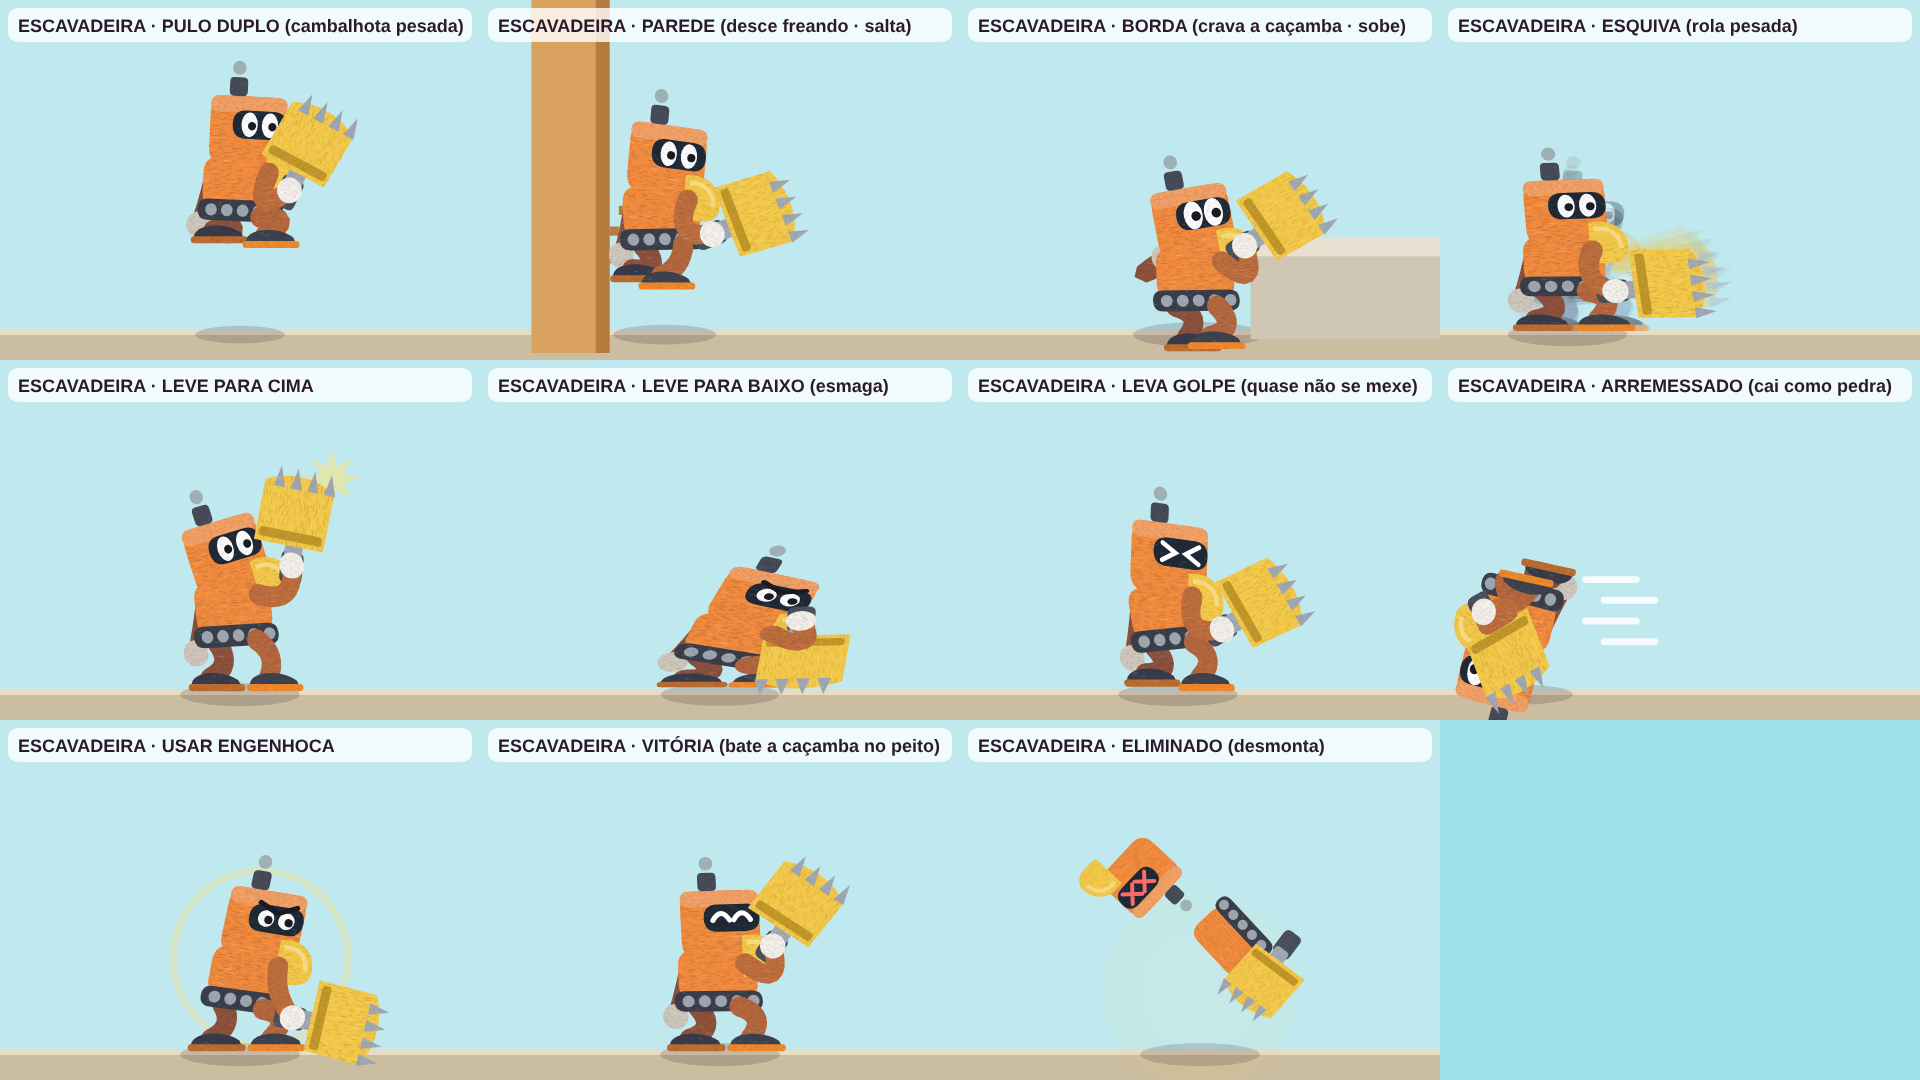 ESCAVADEIRA · PULO DUPLO (cambalhota pesada)
ESCAVADEIRA · PAREDE (desce freando · salta)
ESCAVADEIRA · BORDA (crava a caçamba · sobe)
ESCAVADEIRA · ESQUIVA (rola pesada)
ESCAVADEIRA · LEVE PARA CIMA
ESCAVADEIRA · LEVE PARA BAIXO (esmaga)
ESCAVADEIRA · LEVA GOLPE (quase não se mexe)
ESCAVADEIRA · ARREMESSADO (cai como pedra)
ESCAVADEIRA · USAR ENGENHOCA
ESCAVADEIRA · VITÓRIA (bate a caçamba no peito)
ESCAVADEIRA · ELIMINADO (desmonta)